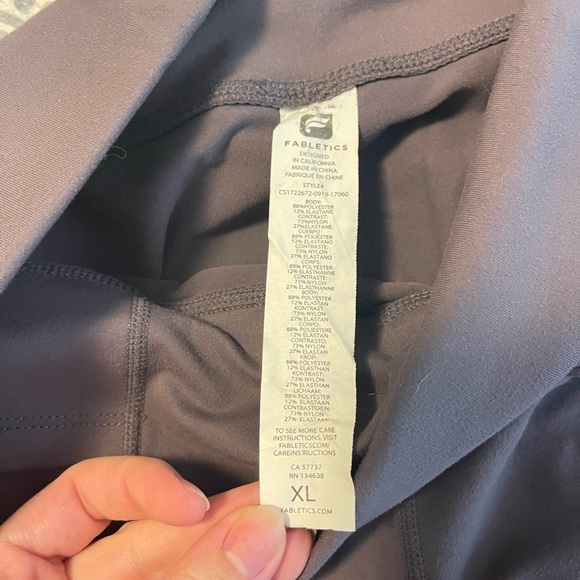 FABLETICS
DESIGNED
IN CALIFORNIA
MADE IN CHINA
FABRIQUÉ EN CHINE
STYLE#
CS1722672-0919-17060
BODY:
88%POLYESTER
12% ELASTANE
CONTRAST:
73%NYLON
27%ELASTANE
CUERPO:
88% POLIÉSTER
12% ELASTANO
CONTRASTE:
73% NYLON
27% ELASTANO
CORPS:
88% POLYESTER
12% ELASTHANNE
CONTRASTE:
73% NYLON
27% ELASTHANNE
BODY:
88% POLYESTER
12% ELASTAN
KONTRAST:
73% NYLON
27% ELASTAN
CORPO:
88% POLIESTERE
12% ELASTAN
CONTRASTO:
73% NYLON
27% ELASTAN
KROP:
88% POLYESTER
12% ELASTHAN
KONTRAST:
73% NYLON
27% ELASTHAN
LICHAAM:
88% POLYESTER
12% ELASTAAN
CONTRASTEREN:
73% NYLON
27% ELASTAAN
TO SEE MORE CARE
INSTRUCTIONS, VISIT
FABLETICS.COM/
CAREINSTRUCTIONS
CA 57737
RN 134638
XL
FABLETICS.COM